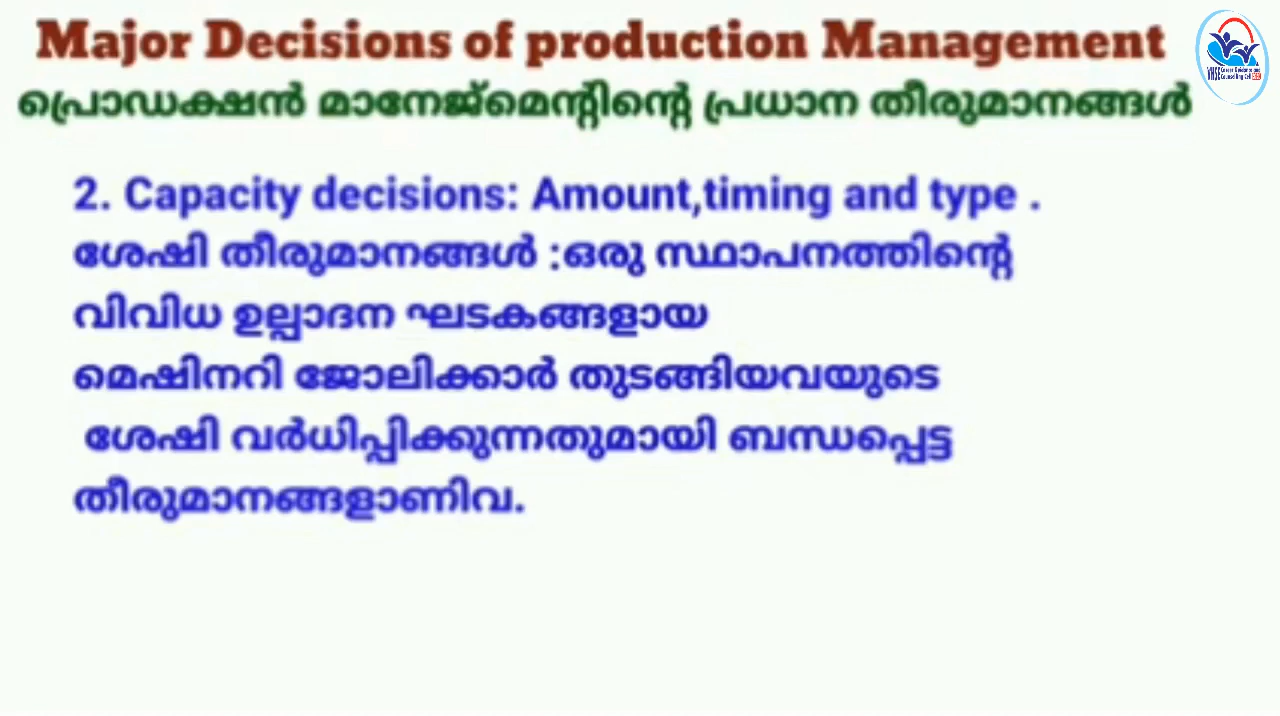 Major Decisions of production Management
പ്രൊഡക്ഷൻ മാനേജ്മെന്റിന്റെ പ്രധാന തീരുമാനങ്ങൾ
2. Capacity decisions: Amount,timing and type .
ശേഷി തീരുമാനങ്ങൾ :ഒരു സ്ഥാപനത്തിന്റെ
വിവിധ ഉല്പാദന ഘടകങ്ങളായ
മെഷിനറി ജോലിക്കാർ തുടങ്ങിയവയുടെ
ശേഷി വർധിപ്പിക്കുന്നതുമായി ബന്ധപ്പെട്ട
തീരുമാനങ്ങളാണിവ.